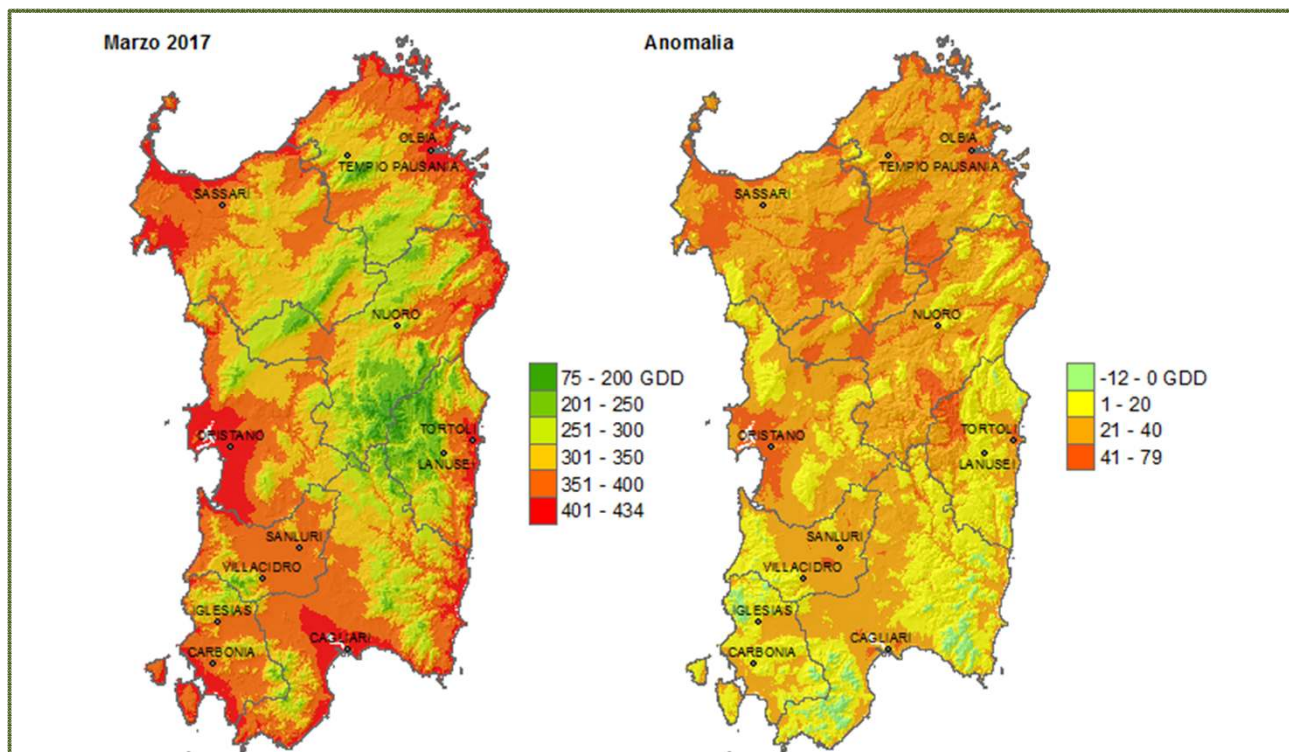 Marzo 2017
OLBIA
TEMPIO PAUSANIA
SASSARI
NUORO
ORISTANO
TORTOLI
LANUSEI
SANLURI
VILLACIDRO
IGLESIAS
CAGLIARI
CARBONIA
75 - 200 GDD
201 - 250
251 - 300
301 - 350
351 - 400
401 - 434
Anomalia
OLBIA
TEMPIO PAUSANIA
SASSARI
NUORO
ORISTANO
TORTOLI
LANUSEI
SANLURI
VILLACIDRO
IGLESIAS
CAGLIARI
CARBONIA
-12 - 0 GDD
1 - 20
21 - 40
41 - 79